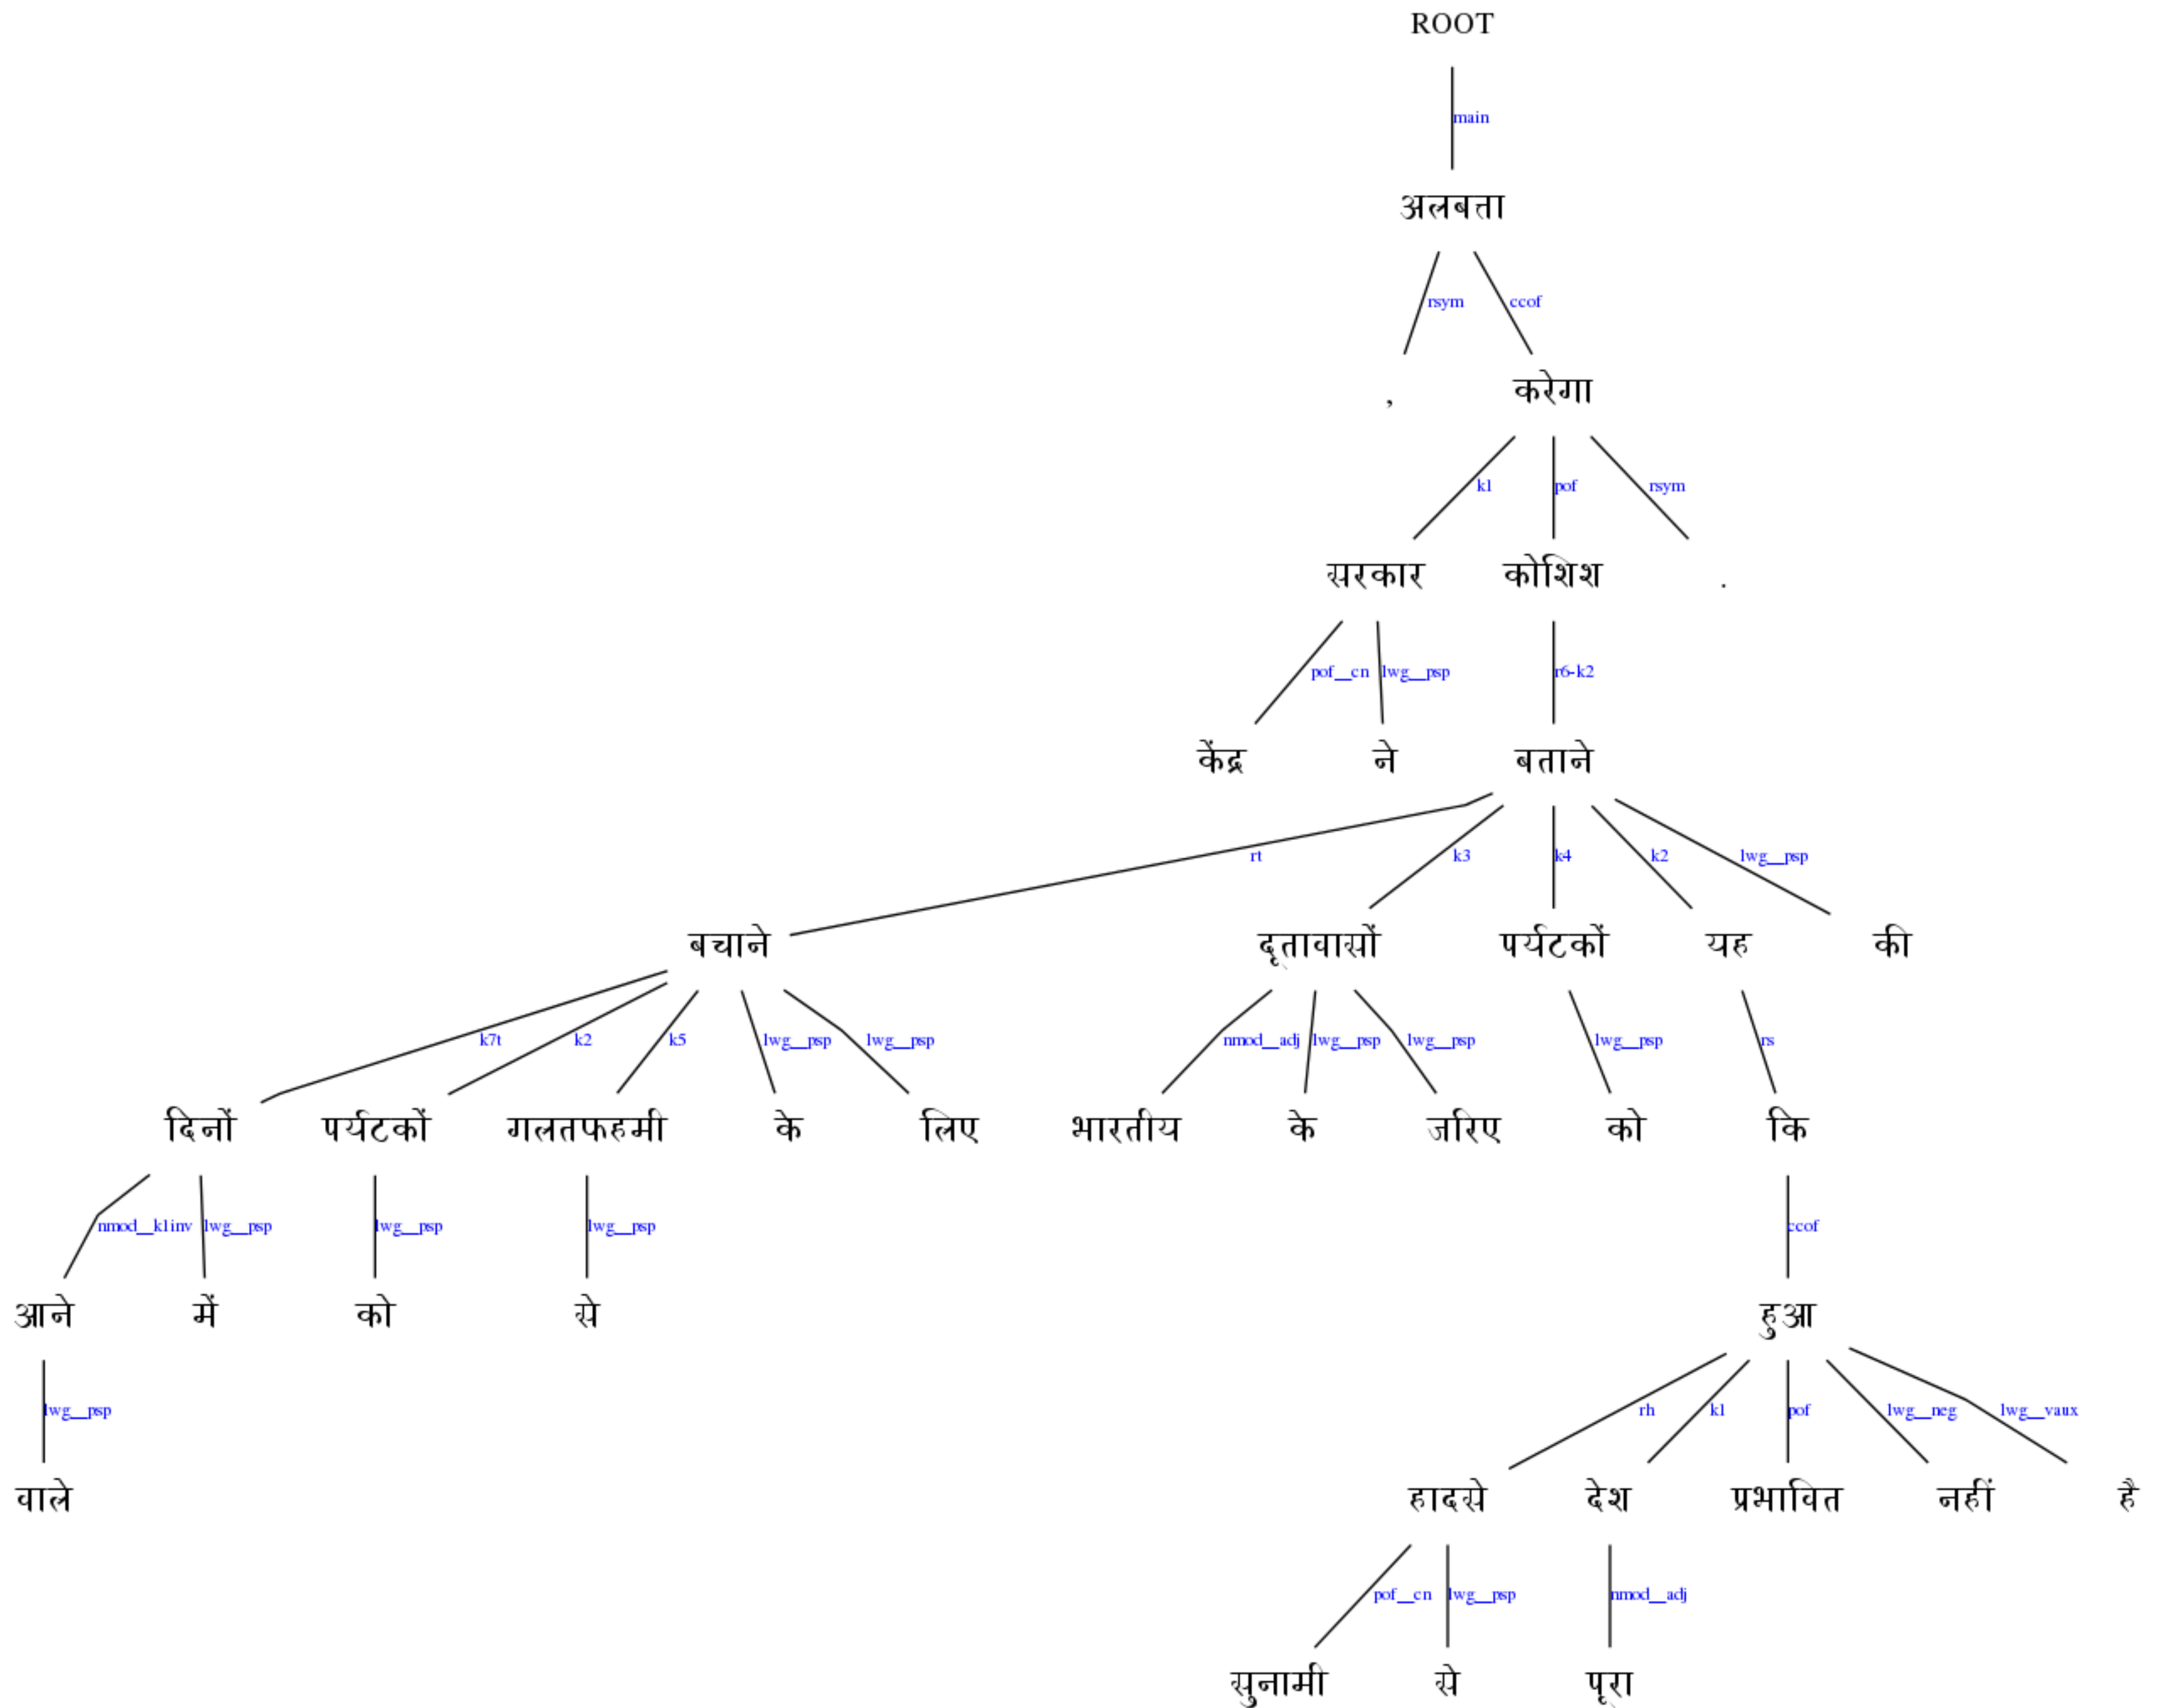 ROOT
main
अलबत्ता
rsym ccof
, करेगा
k1 pof rsym
सरकार कोशिश .
pof__cn lwg__psp r6-k2
केंद्र ने बताने
rt k3 k4 k2 lwg__psp
बचाने दूतावासों पर्यटकों यह की
k7t k2 k5 lwg__psp lwg__psp nmod__adj lwg__psp lwg__psp lwg__psp rs
दिनों पर्यटकों गलतफहमी के लिए भारतीय के जरिए को कि
nmod__k1inv lwg__psp lwg__psp lwg__psp ccof
आने में को से हुआ
lwg__psp rh k1 pof lwg__neg lwg__vaux
वाले हादसे देश प्रभावित नहीं है
pof__cn lwg__psp nmod__adj
सुनामी से पूरा